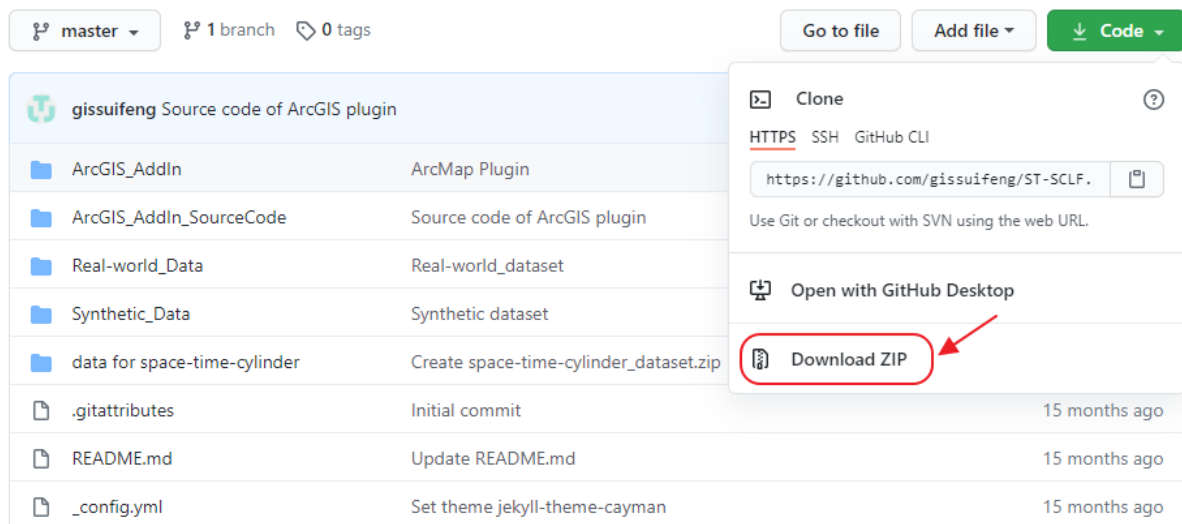 master 1 branch 0 tags Go to file Add file Code
gissuifeng Source code of ArcGIS plugin
Clone
HTTPS SSH GitHub CLI
https://github.com/gissuifeng/ST-SCLF.
Use Git or checkout with SVN using the web URL.
Open with GitHub Desktop
Download ZIP
ArcGIS_AddIn ArcMap Plugin
ArcGIS_AddIn_SourceCode Source code of ArcGIS plugin
Real-world_Data Real-world_dataset
Synthetic_Data Synthetic dataset
data for space-time-cylinder Create space-time-cylinder_dataset.zip
.gitattributes Initial commit 15 months ago
README.md Update README.md 15 months ago
_config.yml Set theme jekyll-theme-cayman 15 months ago